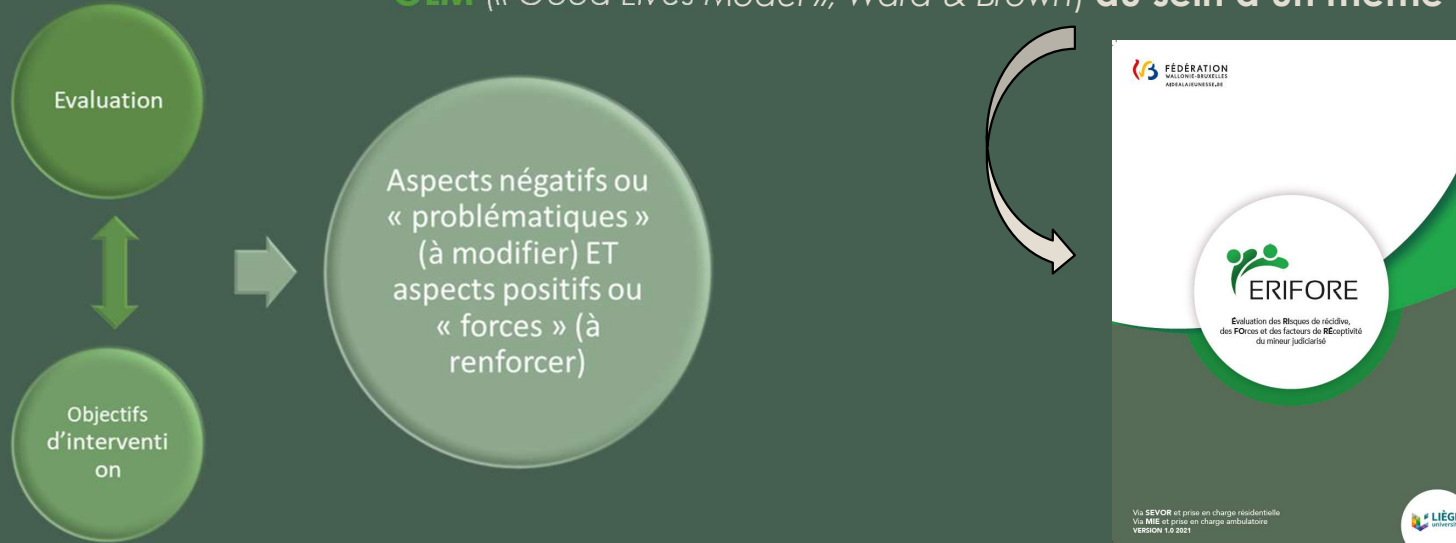 (« Good Lives Model », Ward & Brown) au sein d'un même
Evaluation
Aspects négatifs ou
« problématiques »
(à modifier) ET
aspects positifs ou
« forces » (à
renforcer)
Objectifs
d'interventi
on
FÉDÉRATION
WALLONIE-BRUXELLES
AIDEALAJEUNESSE.BE
ERIFORE
Évaluation des RIsques de récidive,
des FOrces et des facteurs de RÉceptivité
du mineur judiciarisé
Via SEVOR et prise en charge résidentielle
Via MIE et prise en charge ambulatoire
VERSION 1.0 2021